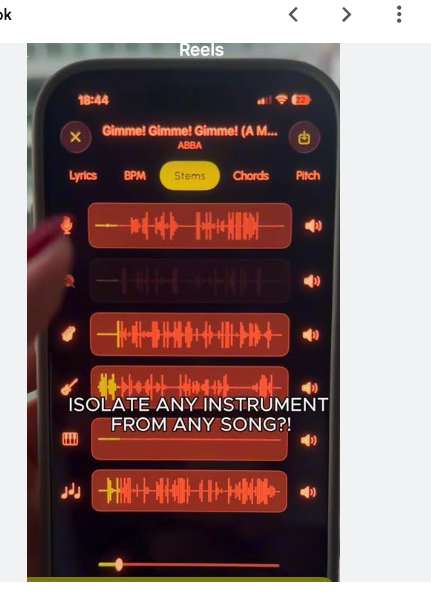 ok
Reels
18:44
22
Gimme! Gimme! Gimme! (A M...
ABBA
Lyrics BPM Stems Chords Pitch
ISOLATE ANY INSTRUMENT
FROM ANY SONG?!